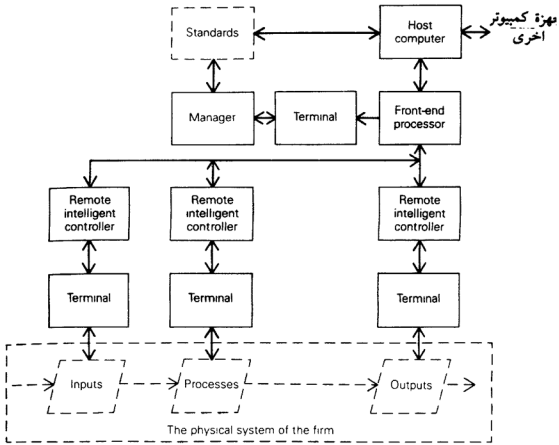 Standards
Host
computer
مهزة كمبيوتر
اخرى
Manager
Terminal
Front-end
processor
Remote
intelligent
controller
Remote
intelligent
controller
Remote
intelligent
controller
Terminal
Terminal
Terminal
Inputs
Processes
Outputs
The physical system of the firm